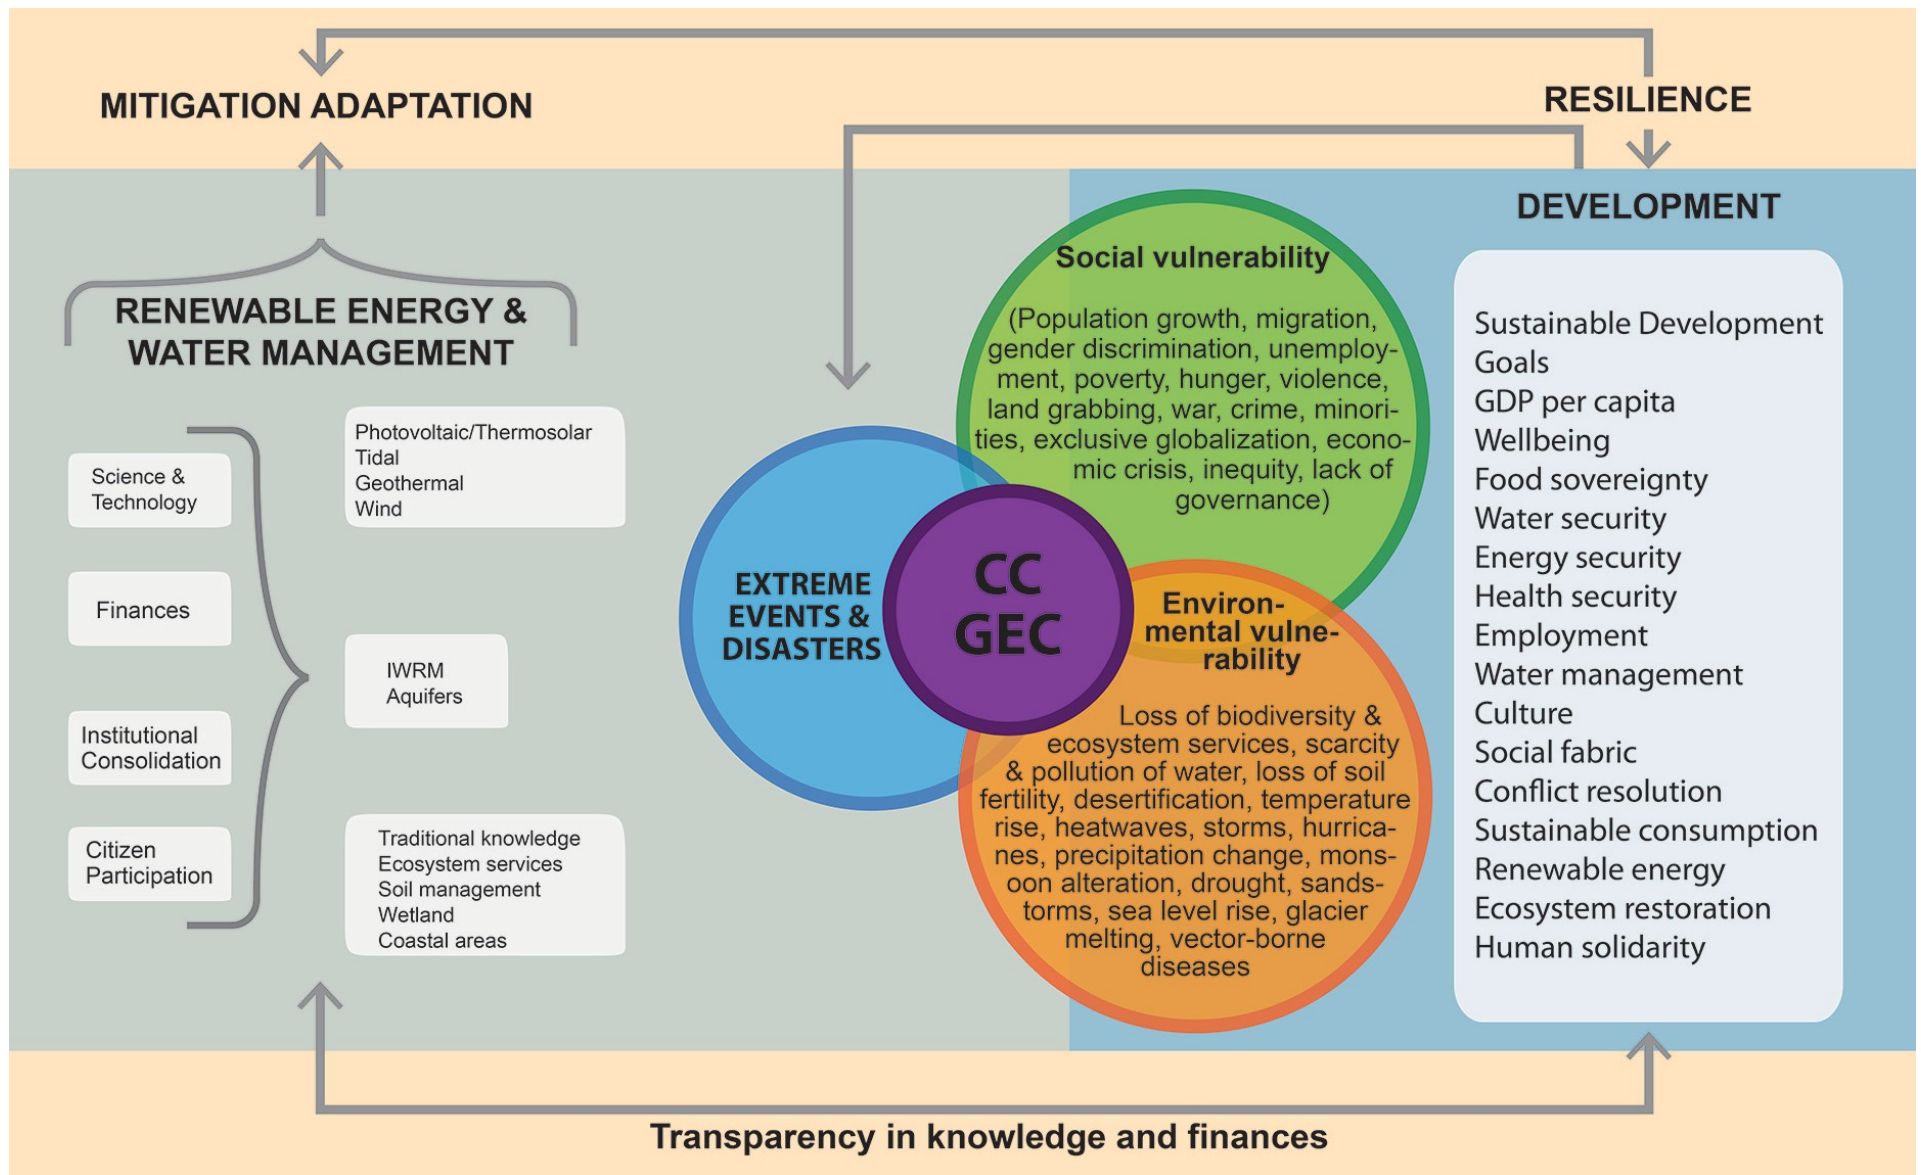 MITIGATION ADAPTATION
RESILIENCE
RENEWABLE ENERGY &
WATER MANAGEMENT
Science &
Technology
Finances
Institutional
Consolidation
Citizen
Participation
Photovoltaic/Thermosolar
Tidal
Geothermal
Wind
IWRM
Aquifers
Traditional knowledge
Ecosystem services
Soil management
Wetland
Coastal areas
EXTREME
EVENTS &
DISASTERS
CC
GEC
Social vulnerability
(Population growth, migration,
gender discrimination, unemploy-
ment, poverty, hunger, violence,
land grabbing, war, crime, minori-
ties, exclusive globalization, econo-
mic crisis, inequity, lack of
governance)
Environ-
mental vulne-
rability
Loss of biodiversity &
ecosystem services, scarcity
& pollution of water, loss of soil
fertility, desertification, temperature
rise, heatwaves, storms, hurrica-
nes, precipitation change, mons-
oon alteration, drought, sands-
torms, sea level rise, glacier
melting, vector-borne
diseases
DEVELOPMENT
Sustainable Development
Goals
GDP per capita
Wellbeing
Food sovereignty
Water security
Energy security
Health security
Employment
Water management
Culture
Social fabric
Conflict resolution
Sustainable consumption
Renewable energy
Ecosystem restoration
Human solidarity
Transparency in knowledge and finances